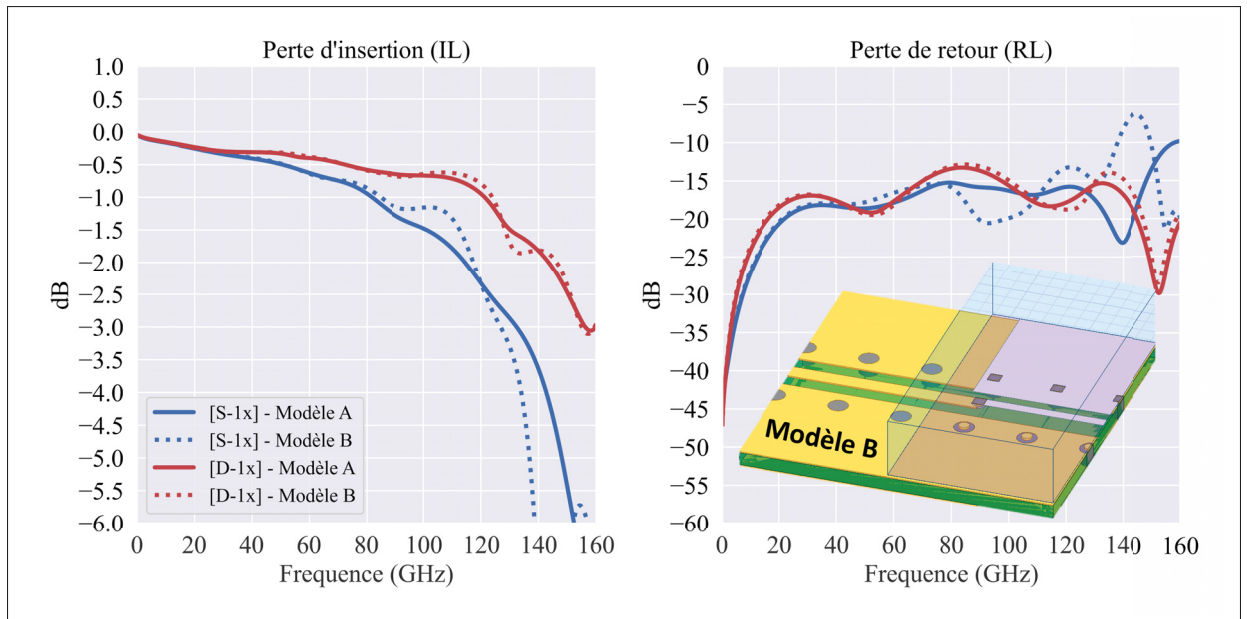 Perte d'insertion (IL)
1.0
0.5
0.0
−0.5
−1.0
−1.5
−2.0
−2.5
−3.0
−3.5
−4.0
−4.5
−5.0
−5.5
−6.0
dB
[S-1x] - Modèle A
[S-1x] - Modèle B
[D-1x] - Modèle A
[D-1x] - Modèle B
0 20 40 60 80 100 120 140 160
Frequence (GHz)
Perte de retour (RL)
0
−5
−10
−15
−20
−25
−30
−35
−40
−45
−50
−55
−60
dB
Modèle B
0 20 40 60 80 100 120 140 160
Frequence (GHz)